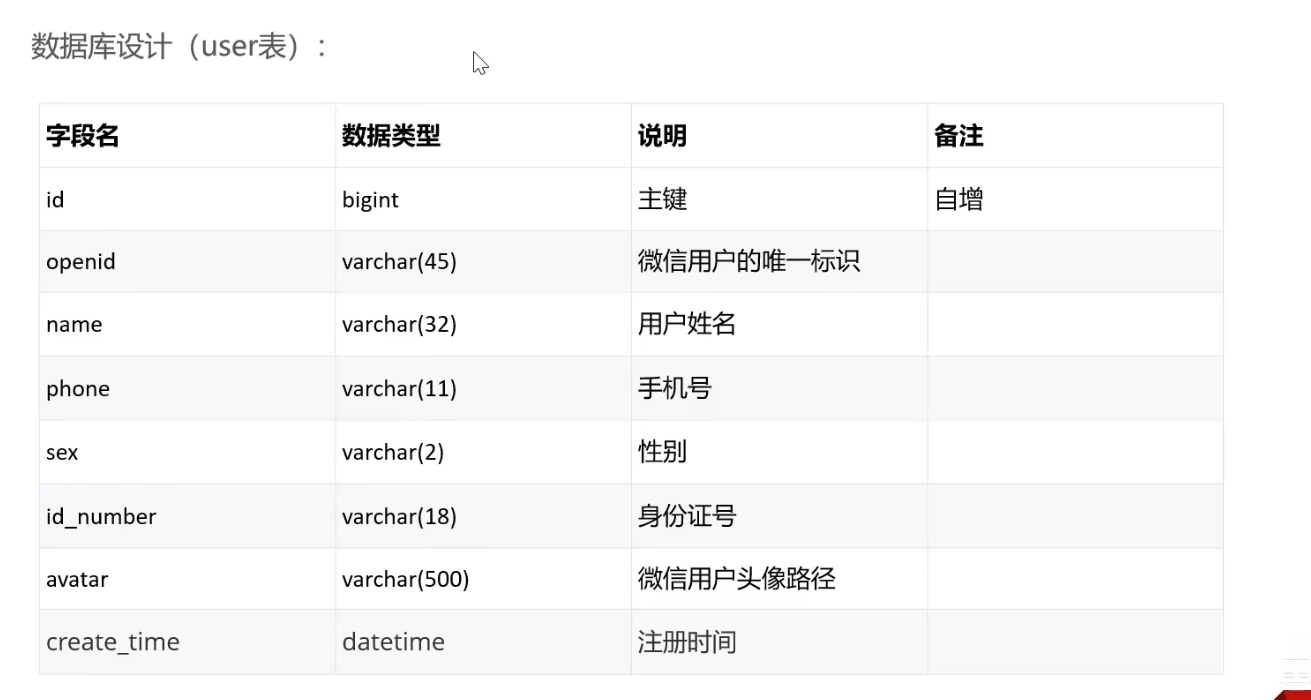 数据库设计（user表）：
字段名 数据类型 说明 备注
id bigint 主键 自增
openid varchar(45) 微信用户的唯一标识
name varchar(32) 用户姓名
phone varchar(11) 手机号
sex varchar(2) 性别
id_number varchar(18) 身份证号
avatar varchar(500) 微信用户头像路径
create_time datetime 注册时间